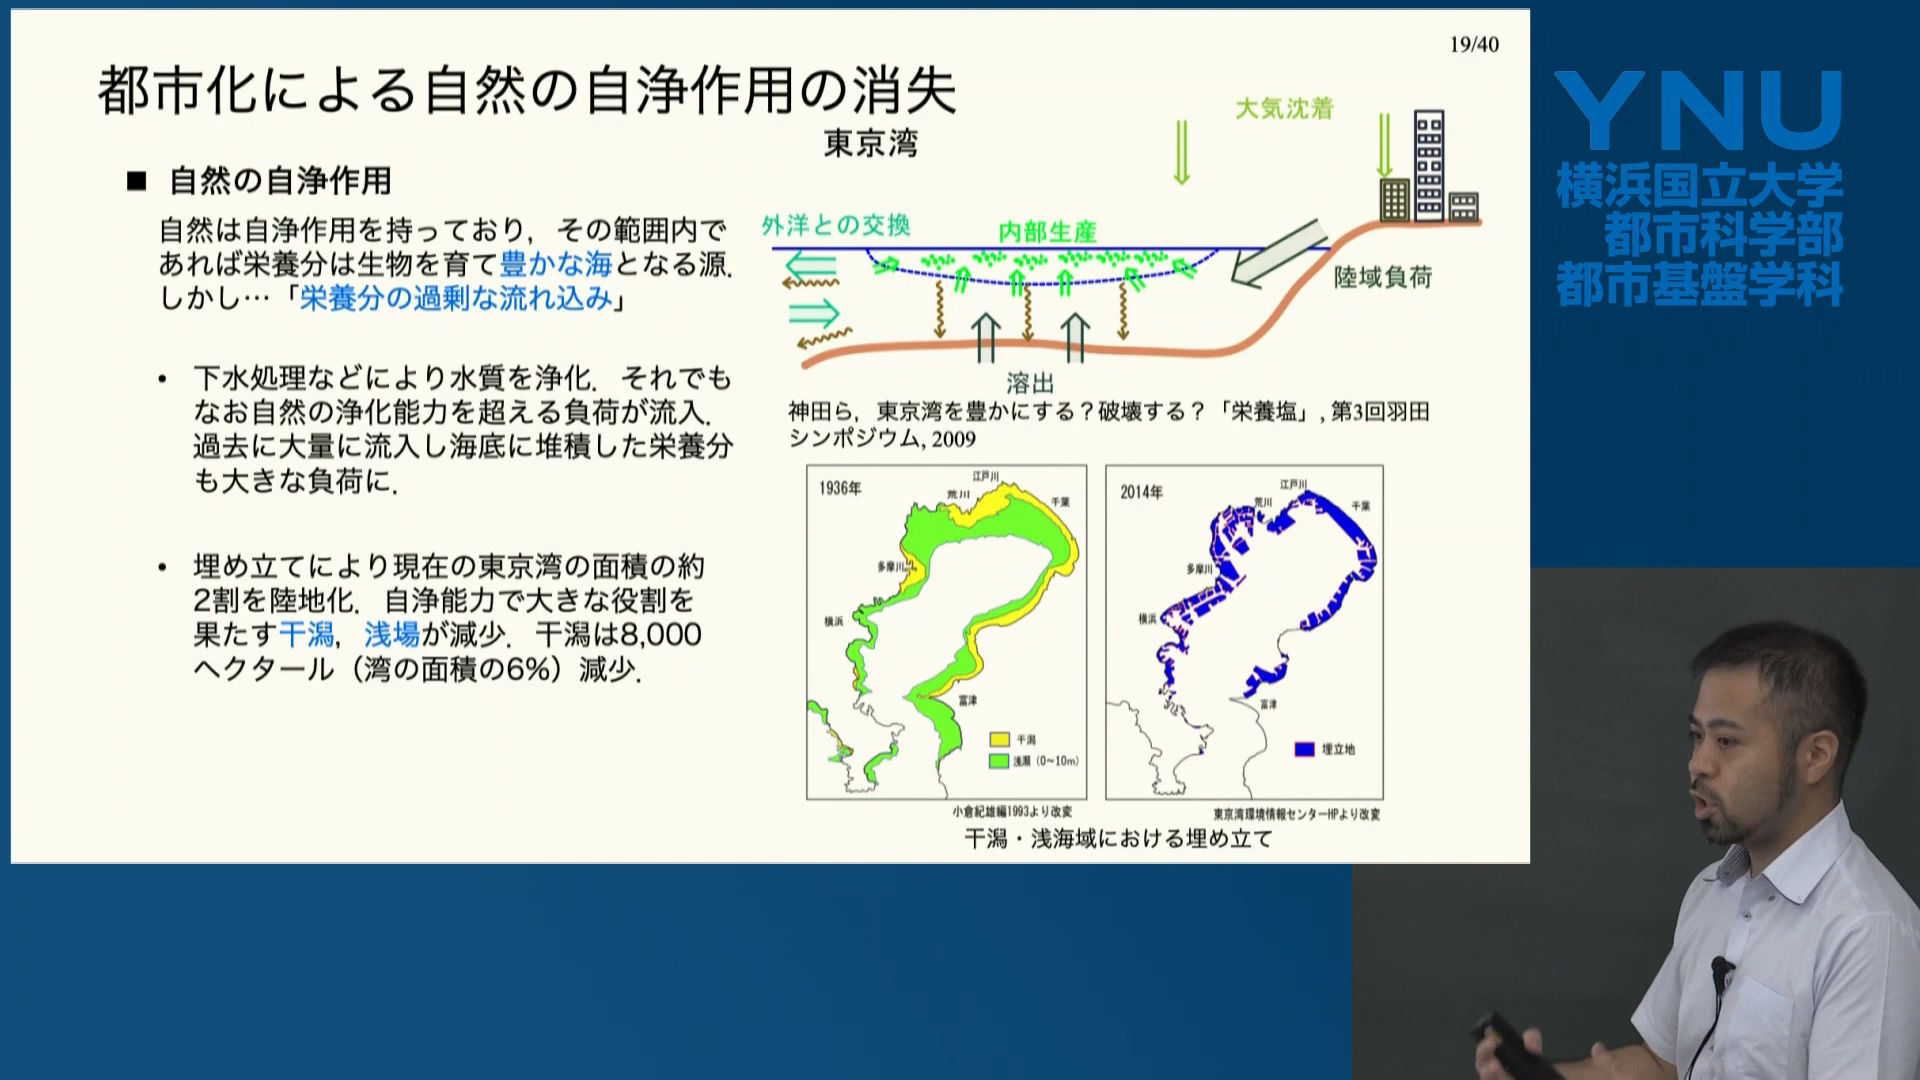 19/40
都市化による自然の自浄作用の消失
東京湾
■ 自然の自浄作用
自然は自浄作用を持っており，その範囲内で
あれば栄養分は生物を育て豊かな海となる源．
しかし…「栄養分の過剰な流れ込み」
• 下水処理などにより水質を浄化．それでも
なお自然の浄化能力を超える負荷が流入．
過去に大量に流入し海底に堆積した栄養分
も大きな負荷に．
• 埋め立てにより現在の東京湾の面積の約
2割を陸地化．自浄能力で大きな役割を
果たす干潟，浅場が減少．干潟は8,000
ヘクタール（湾の面積の6%）減少．
大気沈着
外洋との交換
内部生産
陸域負荷
溶出
神田ら，東京湾を豊かにする？破壊する？「栄養塩」, 第3回羽田
シンポジウム, 2009
1936年
江戸川
荒川
千葉
多摩川
横浜
富津
干潟
浅瀬（0~10m）
小倉紀雄編1993より改変
2014年
江戸川
荒川
千葉
多摩川
横浜
富津
埋立地
東京湾環境情報センターHPより改変
干潟・浅海域における埋め立て
YNU
横浜国立大学
都市科学部
都市基盤学科